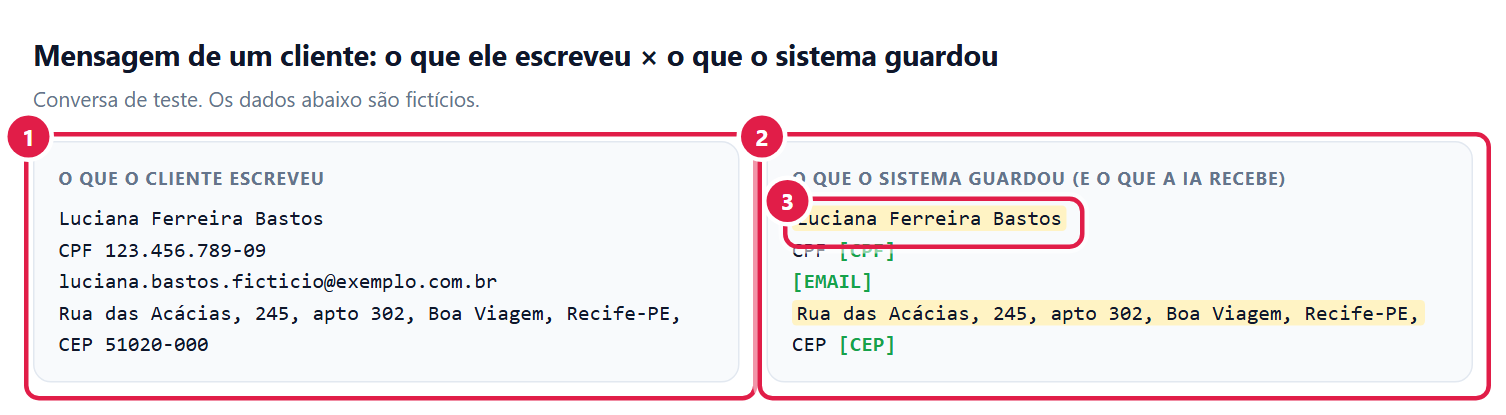 Mensagem de um cliente: o que ele escreveu × o que o sistema guardou
Conversa de teste. Os dados abaixo são fictícios.
1
O QUE O CLIENTE ESCREVEU
Luciana Ferreira Bastos
CPF 123.456.789-09
luciana.bastos.ficticio@exemplo.com.br
Rua das Acácias, 245, apto 302, Boa Viagem, Recife-PE,
CEP 51020-000
2
O QUE O SISTEMA GUARDOU (E O QUE A IA RECEBE)
3
Luciana Ferreira Bastos
CPF [CPF]
[EMAIL]
Rua das Acácias, 245, apto 302, Boa Viagem, Recife-PE,
CEP [CEP]